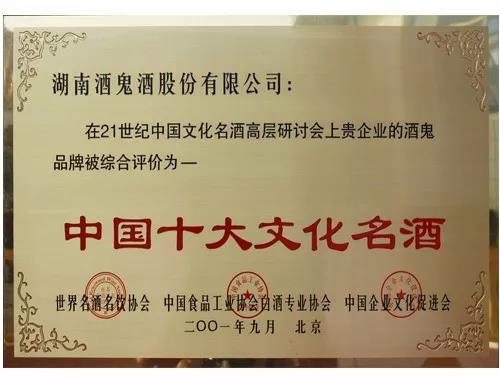 湖南酒鬼酒股份有限公司：
在21世纪中国文化名酒高层研讨会上贵企业的酒鬼
品牌被综合评价为—
中国十大文化名酒
世界名酒名饮协会 中国食品工业协会白酒专业协会 中国企业文化促进会
二〇〇一年九月 北京